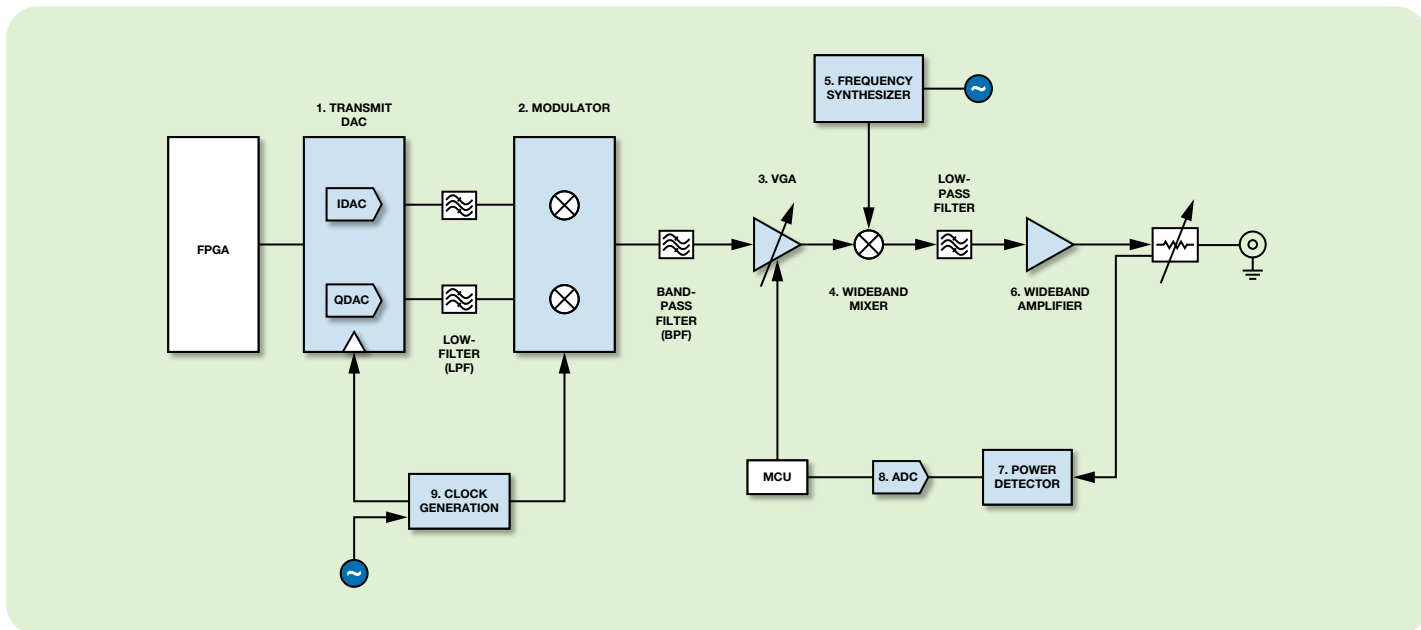 5. FREQUENCY
SYNTHESIZER
~
1. TRANSMIT
DAC
2. MODULATOR
3. VGA
LOW-
PASS
FILTER
IDAC
FPGA
QDAC
BAND-
PASS
FILTER
(BPF)
4. WIDEBAND
MIXER
6. WIDEBAND
AMPLIFIER
LOW-
FILTER
(LPF)
MCU
8. ADC
7. POWER
DETECTOR
9. CLOCK
GENERATION
~